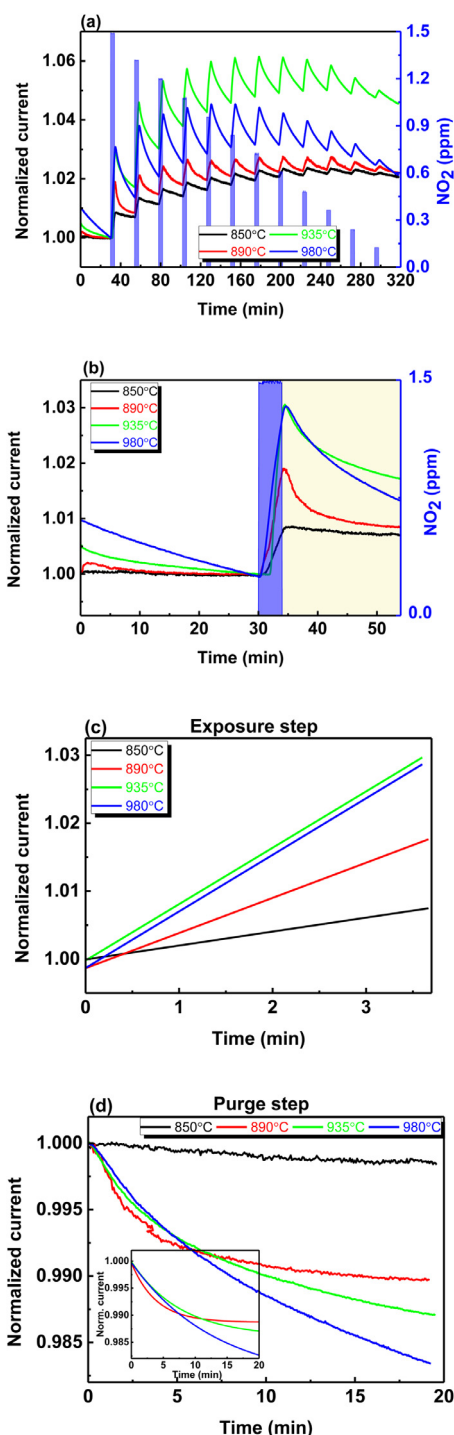 (a)
Normalized current
1.06
1.04
1.02
1.00
1.5
1.2
0.9
0.6
0.3
0.0
NO2 (ppm)
850°C 935°C
890°C 980°C
0 40 80 120 160 200 240 280 320
Time (min)
(b)
Normalized current
1.03
1.02
1.01
1.00
1.5
0.0
NO2 (ppm)
850°C
890°C
935°C
980°C
0 10 20 30 40 50
Time (min)
(c) Exposure step
Normalized current
1.03
1.02
1.01
1.00
850°C
890°C
935°C
980°C
0 1 2 3
Time (min)
(d) Purge step
Normalized current
850°C 890°C 935°C 980°C
1.000
0.995
0.990
0.985
Norm. current
1.000
0.995
0.990
0.985
0 5 10 15 20
Time (min)
0 5 10 15 20
Time (min)